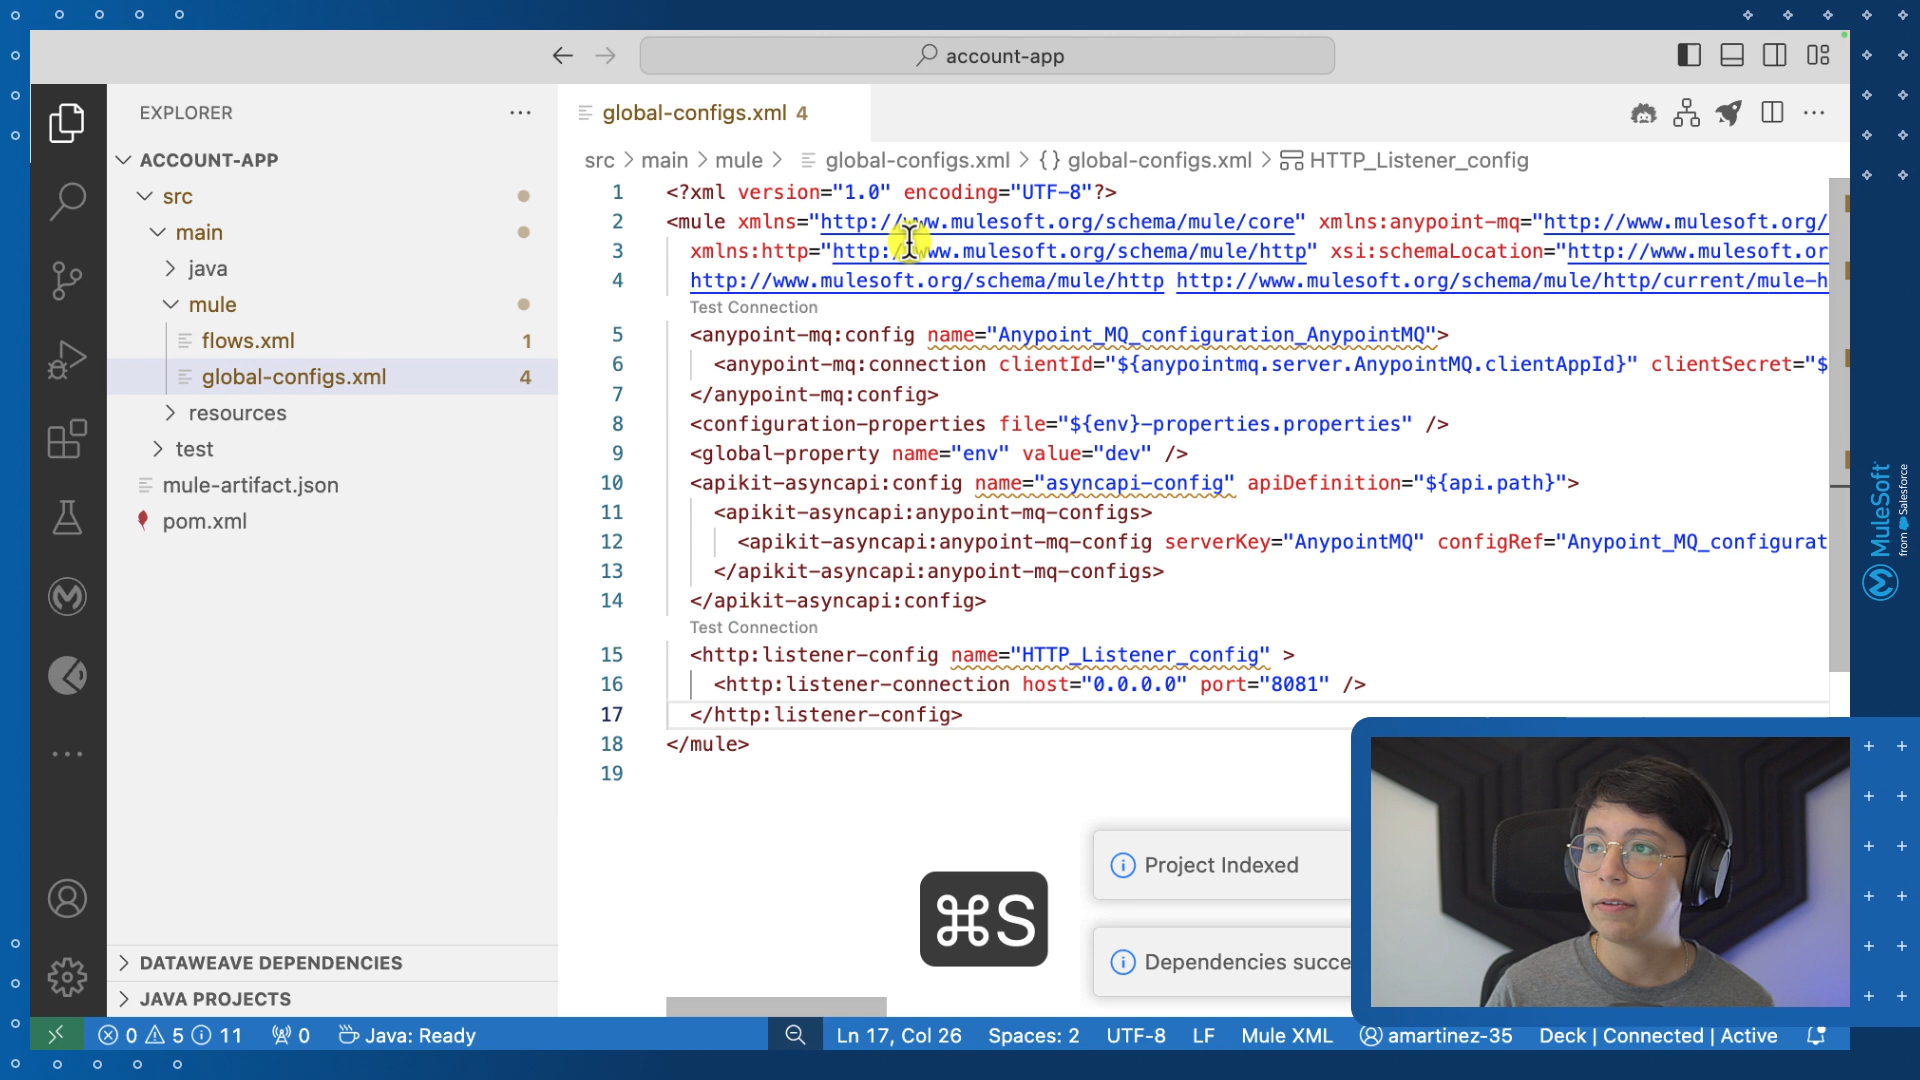 account-app
EXPLORER
ACCOUNT-APP
src
main
java
mule
flows.xml 1
global-configs.xml 4
resources
test
mule-artifact.json
pom.xml
DATAWEAVE DEPENDENCIES
JAVA PROJECTS
global-configs.xml 4
src > main > mule > global-configs.xml > {} global-configs.xml > HTTP_Listener_config
1 <?xml version="1.0" encoding="UTF-8"?>
2 <mule xmlns="http://www.mulesoft.org/schema/mule/core" xmlns:anypoint-mq="http://www.mulesoft.org/
3 xmlns:http="http://www.mulesoft.org/schema/mule/http" xsi:schemaLocation="http://www.mulesoft.or
4 http://www.mulesoft.org/schema/mule/http http://www.mulesoft.org/schema/mule/http/current/mule-h
Test Connection
5 <anypoint-mq:config name="Anypoint_MQ_configuration_AnypointMQ">
6 <anypoint-mq:connection clientId="${anypointmq.server.AnypointMQ.clientAppId}" clientSecret="$
7 </anypoint-mq:config>
8 <configuration-properties file="${env}-properties.properties" />
9 <global-property name="env" value="dev" />
10 <apikit-asyncapi:config name="asyncapi-config" apiDefinition="${api.path}">
11 <apikit-asyncapi:anypoint-mq-configs>
12 <apikit-asyncapi:anypoint-mq-config serverKey="AnypointMQ" configRef="Anypoint_MQ_configurat
13 </apikit-asyncapi:anypoint-mq-configs>
14 </apikit-asyncapi:config>
Test Connection
15 <http:listener-config name="HTTP_Listener_config" >
16 <http:listener-connection host="0.0.0.0" port="8081" />
17 </http:listener-config>
18 </mule>
19
Project Indexed
⌘S
Dependencies succe
0 5 11 0 Java: Ready Ln 17, Col 26 Spaces: 2 UTF-8 LF Mule XML amartinez-35 Deck | Connected | Active
MuleSoft
from Salesforce